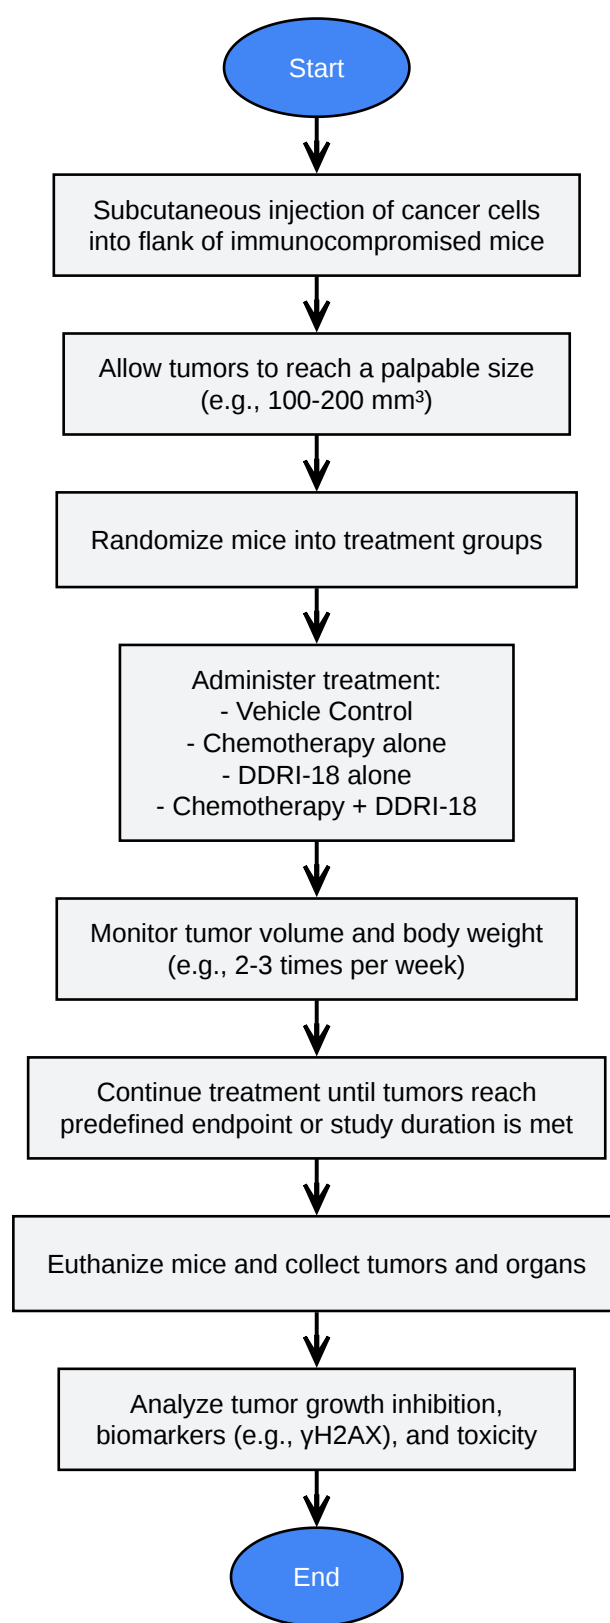 Start
Subcutaneous injection of cancer cells
into flank of immunocompromised mice
Allow tumors to reach a palpable size
(e.g., 100-200 mm³)
Randomize mice into treatment groups
Administer treatment:
- Vehicle Control
- Chemotherapy alone
- DDRI-18 alone
- Chemotherapy + DDRI-18
Monitor tumor volume and body weight
(e.g., 2-3 times per week)
Continue treatment until tumors reach
predefined endpoint or study duration is met
Euthanize mice and collect tumors and organs
Analyze tumor growth inhibition,
biomarkers (e.g., γH2AX), and toxicity
End